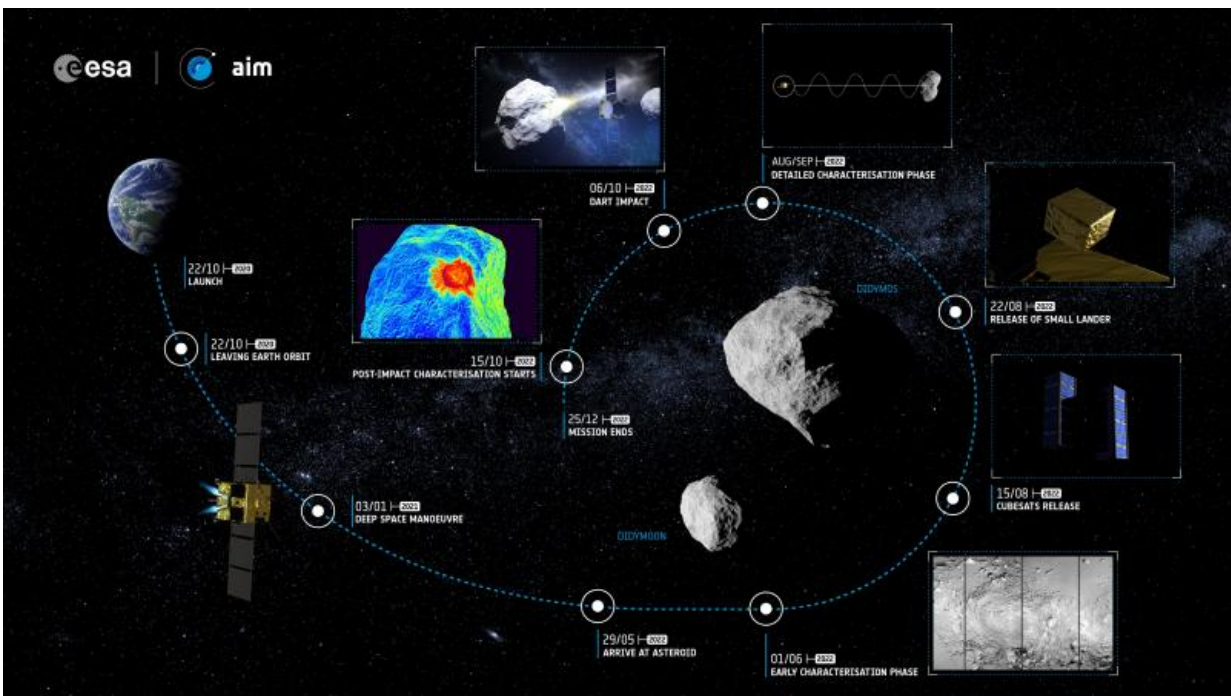 esa
aim
22/10 2020
LAUNCH
22/10 2020
LEAVING EARTH ORBIT
03/01
DEEP SPACE MANOEUVRE
29/05 2022
ARRIVE AT ASTEROID
01/06 2022
EARLY CHARACTERISATION PHASE
15/08 2022
CUBESATS RELEASE
22/08 2022
RELEASE OF SMALL LANDER
AUG/SEP 2022
DETAILED CHARACTERISATION PHASE
06/10 2022
DART IMPACT
15/10 2022
POST-IMPACT CHARACTERISATION STARTS
25/12 2022
MISSION ENDS
DIDYMOS
DIDYMOON